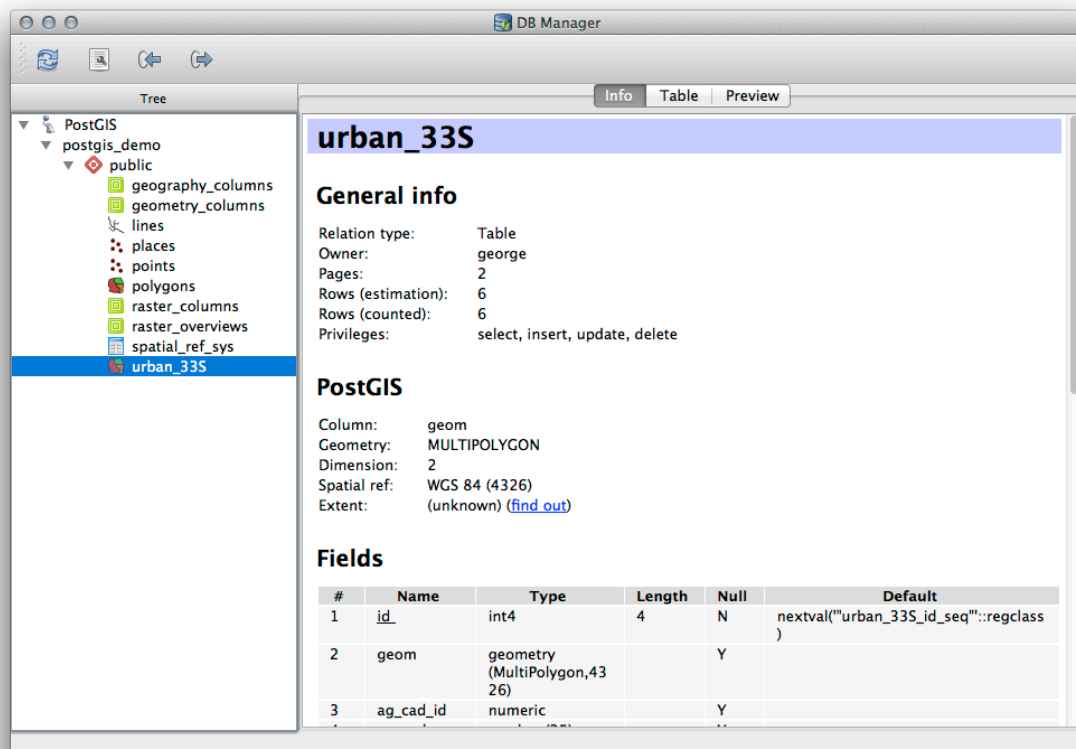 DB Manager
Tree
Info Table Preview
PostGIS
postgis_demo
public
geography_columns
geometry_columns
lines
places
points
polygons
raster_columns
raster_overviews
spatial_ref_sys
urban_33S
urban_33S
General info
Relation type: Table
Owner: george
Pages: 2
Rows (estimation): 6
Rows (counted): 6
Privileges: select, insert, update, delete
PostGIS
Column: geom
Geometry: MULTIPOLYGON
Dimension: 2
Spatial ref: WGS 84 (4326)
Extent: (unknown) (find out)
Fields
# Name Type Length Null Default
1 id int4 4 N nextval('"urban_33S_id_seq"'::regclass
)
2 geom geometry Y
(MultiPolygon,43
26)
3 ag_cad_id numeric Y